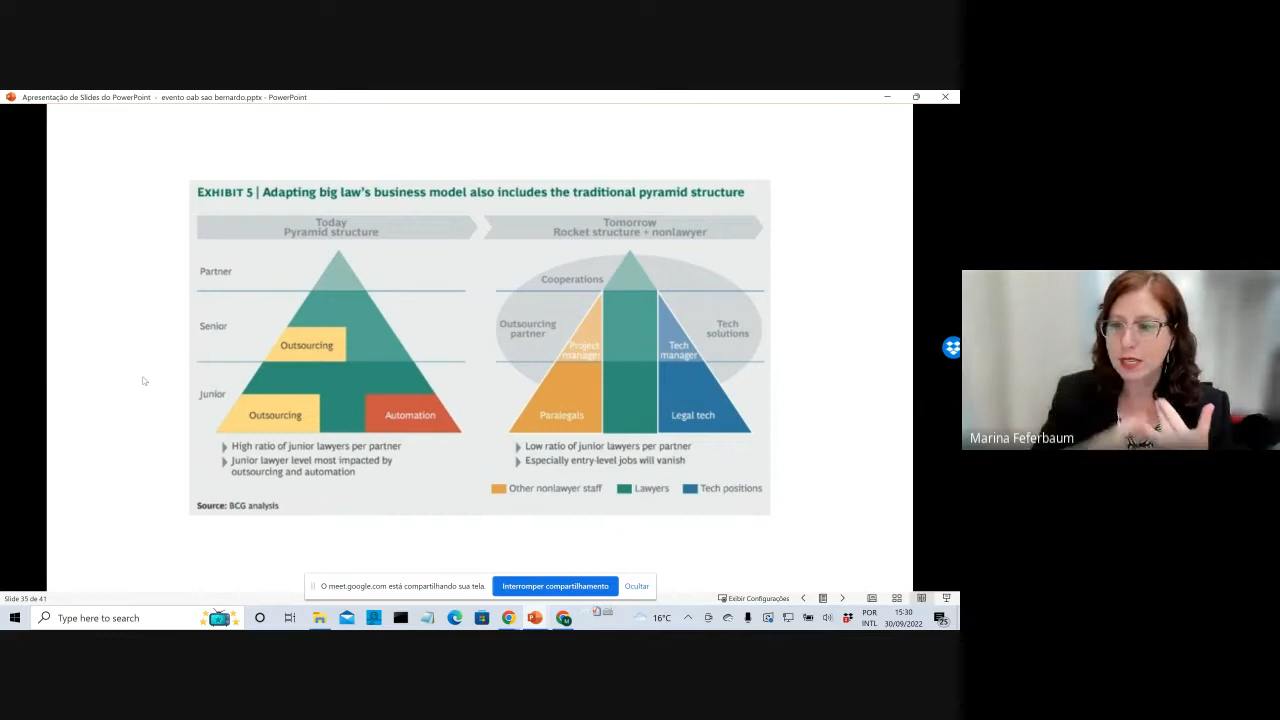 Apresentação de Slides do PowerPoint - evento oab sao bernardo.pptx - PowerPoint
EXHIBIT 5 | Adapting big law's business model also includes the traditional pyramid structure
Today
Pyramid structure
Tomorrow
Rocket structure + nonlawyer
Partner
Senior
Junior
Outsourcing
Outsourcing
Automation
Cooperations
Outsourcing
partner
Tech
solutions
Project
manager
Tech
manager
Paralegals
Legal tech
High ratio of junior lawyers per partner
Junior lawyer level most impacted by
outsourcing and automation
Low ratio of junior lawyers per partner
Especially entry-level jobs will vanish
Other nonlawyer staff
Lawyers
Tech positions
Source: BCG analysis
Marina Feferbaum
O meet.google.com está compartilhando sua tela.
Interromper compartilhamento
Ocultar
Slide 35 de 41
Exibir Configurações
Type here to search
16°C
POR
INTL
15:30
30/09/2022
25